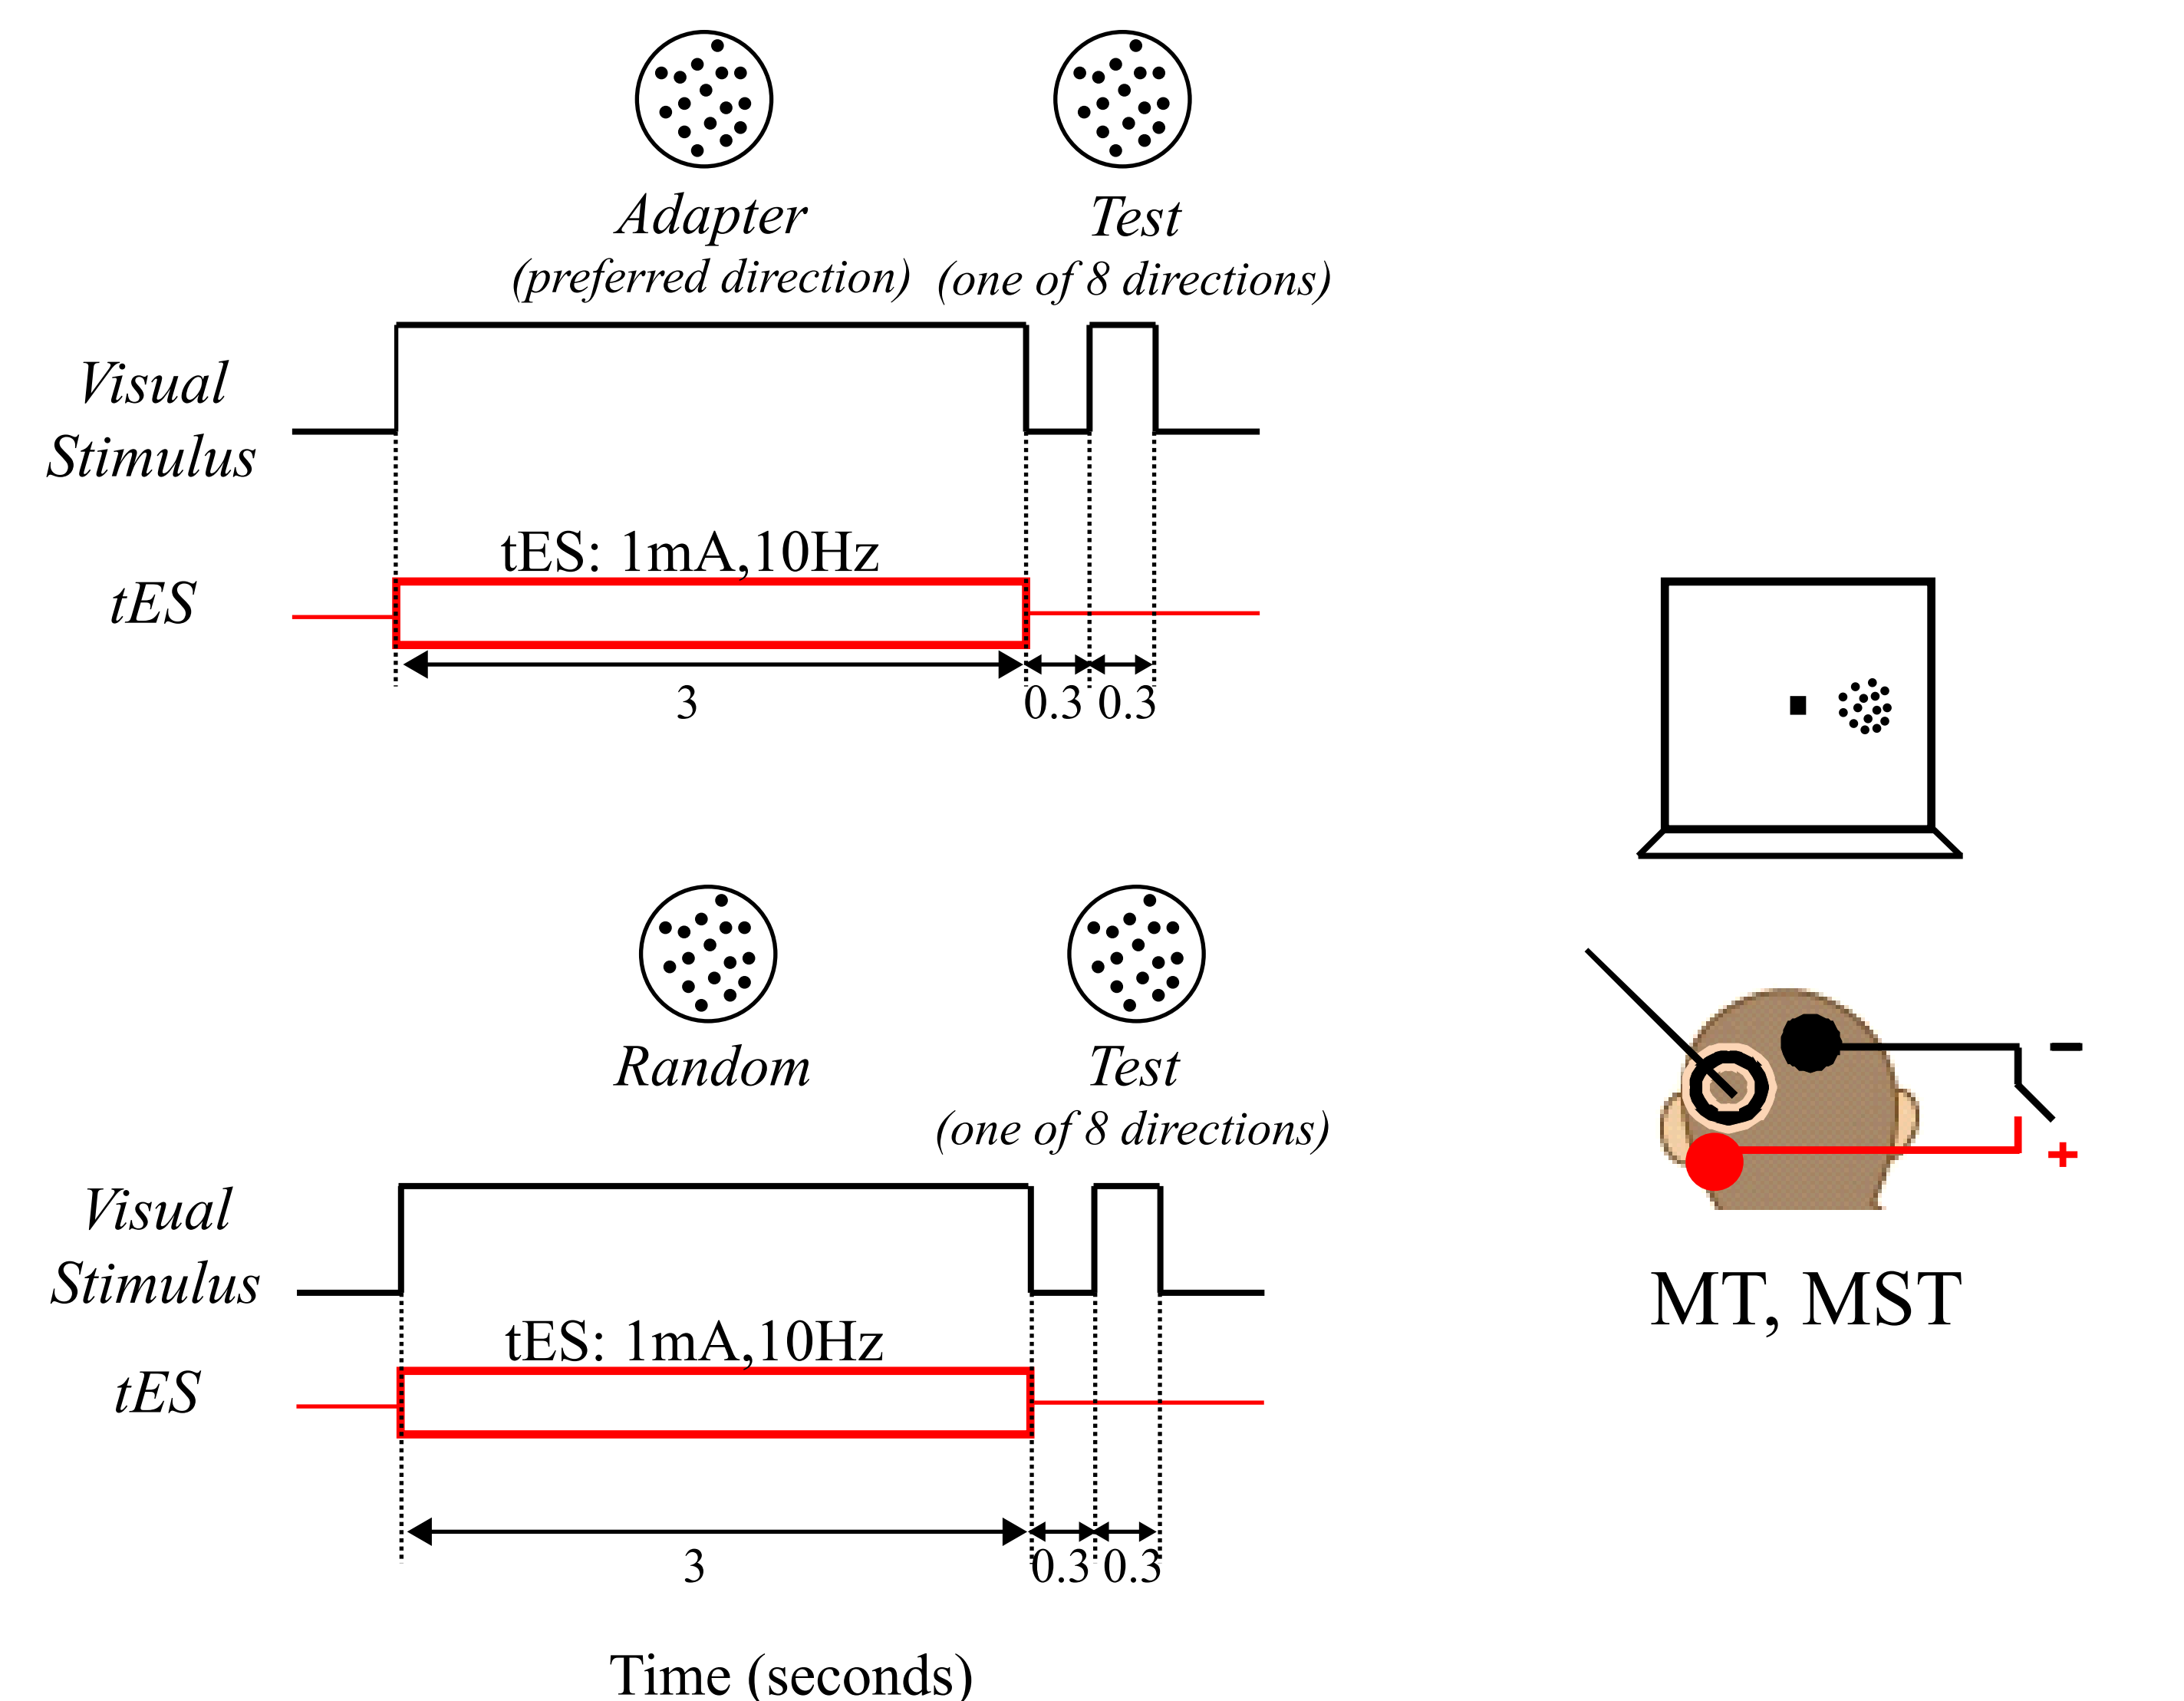 Adapter
(preferred direction)
Test
(one of 8 directions)
Visual
Stimulus
tES: 1mA,10Hz
tES
3
0.3
0.3
Random
Test
(one of 8 directions)
Visual
Stimulus
tES: 1mA,10Hz
tES
3
0.3
0.3
Time (seconds)
−
+
MT, MST